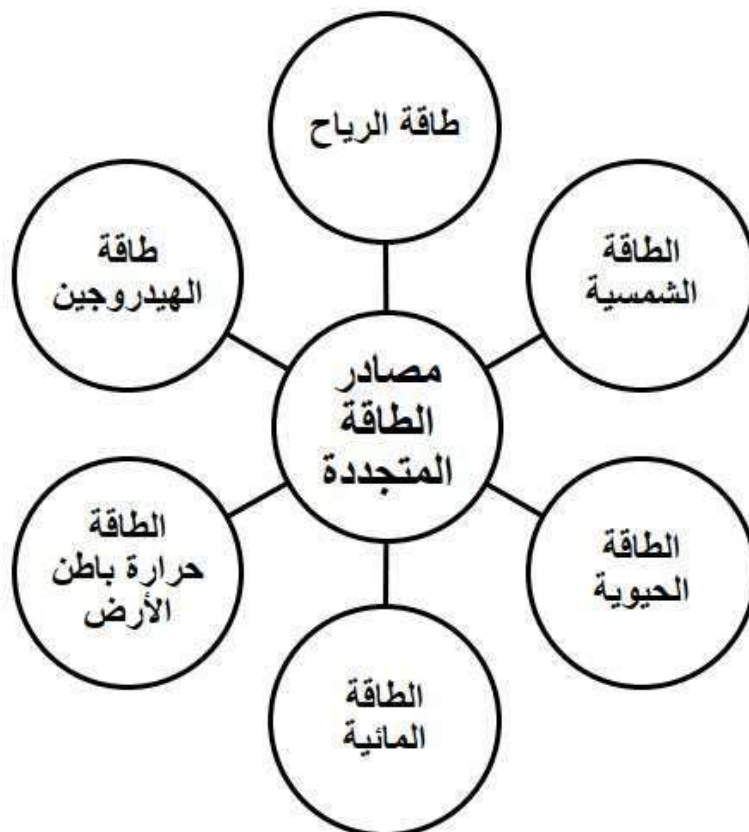 طاقة الرياح
الطاقة
الشمسية
طاقة
الهيدروجين
مصادر
الطاقة
المتجددة
الطاقة
الحيوية
الطاقة
حرارة باطن
الأرض
الطاقة
المائية